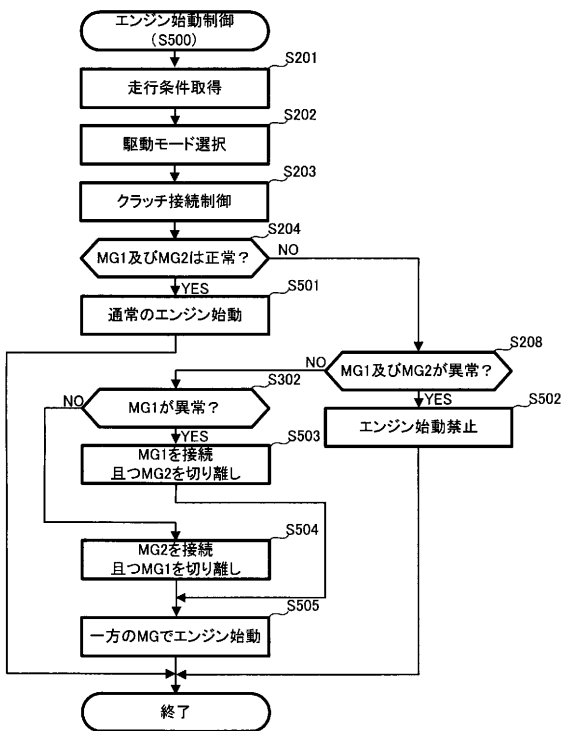 エンジン始動制御
(S500)
S201
走行条件取得
S202
駆動モード選択
S203
クラッチ接続制御
S204
MG1及びMG2は正常?
NO
YES
S501
通常のエンジン始動
S208
MG1及びMG2が異常?
NO
YES
S302
MG1が異常?
NO
YES
S502
エンジン始動禁止
S503
MG1を接続
且つMG2を切り離し
S504
MG2を接続
且つMG1を切り離し
S505
一方のMGでエンジン始動
終了